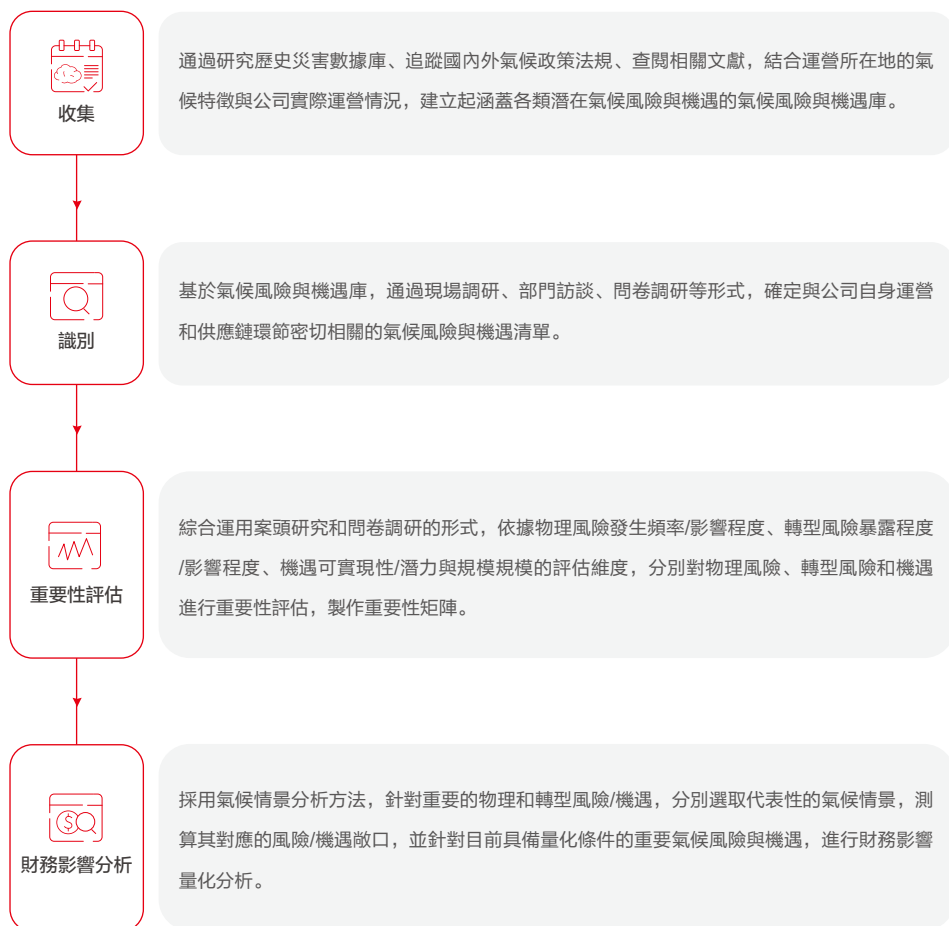 收集
通過研究歷史災害數據庫、追蹤國內外氣候政策法規、查閱相關文獻，結合運營所在地的氣
候特徵與公司實際運營情況，建立起涵蓋各類潛在氣候風險與機遇的氣候風險與機遇庫。
識別
基於氣候風險與機遇庫，通過現場調研、部門訪談、問卷調研等形式，確定與公司自身運營
和供應鏈環節密切相關的氣候風險與機遇清單。
重要性評估
綜合運用案頭研究和問卷調研的形式，依據物理風險發生頻率/影響程度、轉型風險暴露程度
/影響程度、機遇可實現性/潛力與規模規模的評估維度，分別對物理風險、轉型風險和機遇
進行重要性評估，製作重要性矩陣。
財務影響分析
採用氣候情景分析方法，針對重要的物理和轉型風險/機遇，分別選取代表性的氣候情景，測
算其對應的風險/機遇敞口，並針對目前具備量化條件的重要氣候風險與機遇，進行財務影響
量化分析。